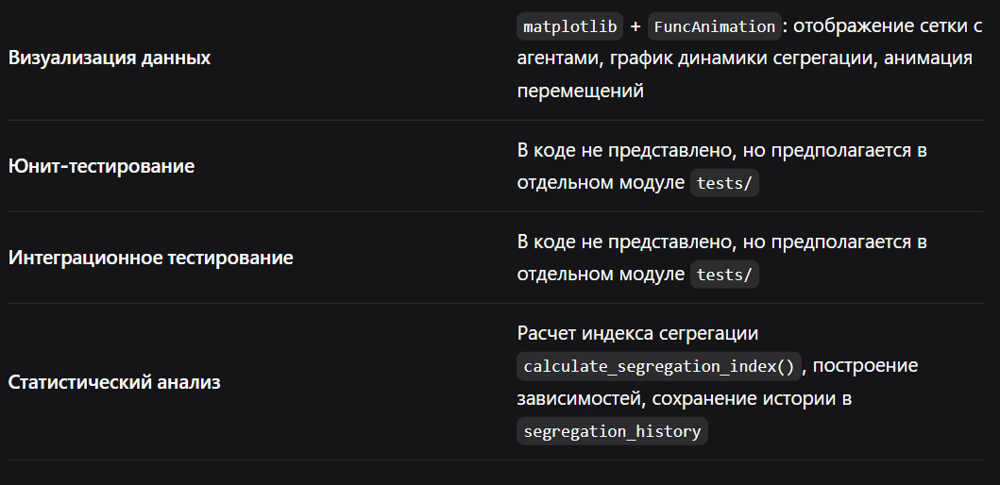 matplotlib + FuncAnimation: отображение сетки с
Визуализация данных
агентами, график динамики сегрегации, анимация
перемещений
В коде не представлено, но предполагается в
Юнит-тестирование
отдельном модуле tests/
В коде не представлено, но предполагается в
Интеграционное тестирование
отдельном модуле tests/
Расчет индекса сегрегации
calculate_segregation_index(), построение
Статистический анализ
зависимостей, сохранение истории в
segregation_history